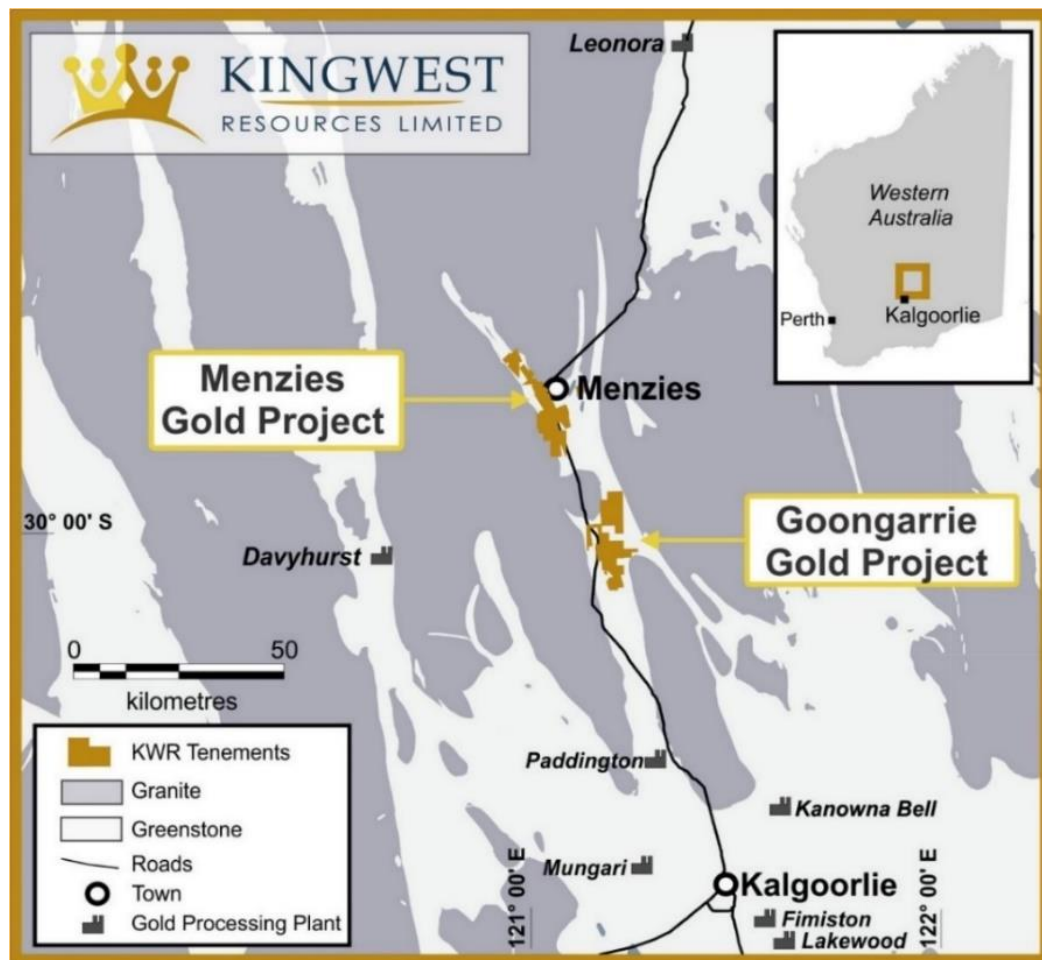 KINGWEST
RESOURCES LIMITED
Leonora
Western
Australia
Perth
Kalgoorlie
Menzies
Gold Project
Menzies
30° 00' S
Davyhurst
Goongarrie
Gold Project
0 50
kilometres
KWR Tenements
Granite
Greenstone
Roads
Town
Gold Processing Plant
Paddington
Kanowna Bell
Mungari
121° 00' E
122° 00' E
Kalgoorlie
Fimiston
Lakewood